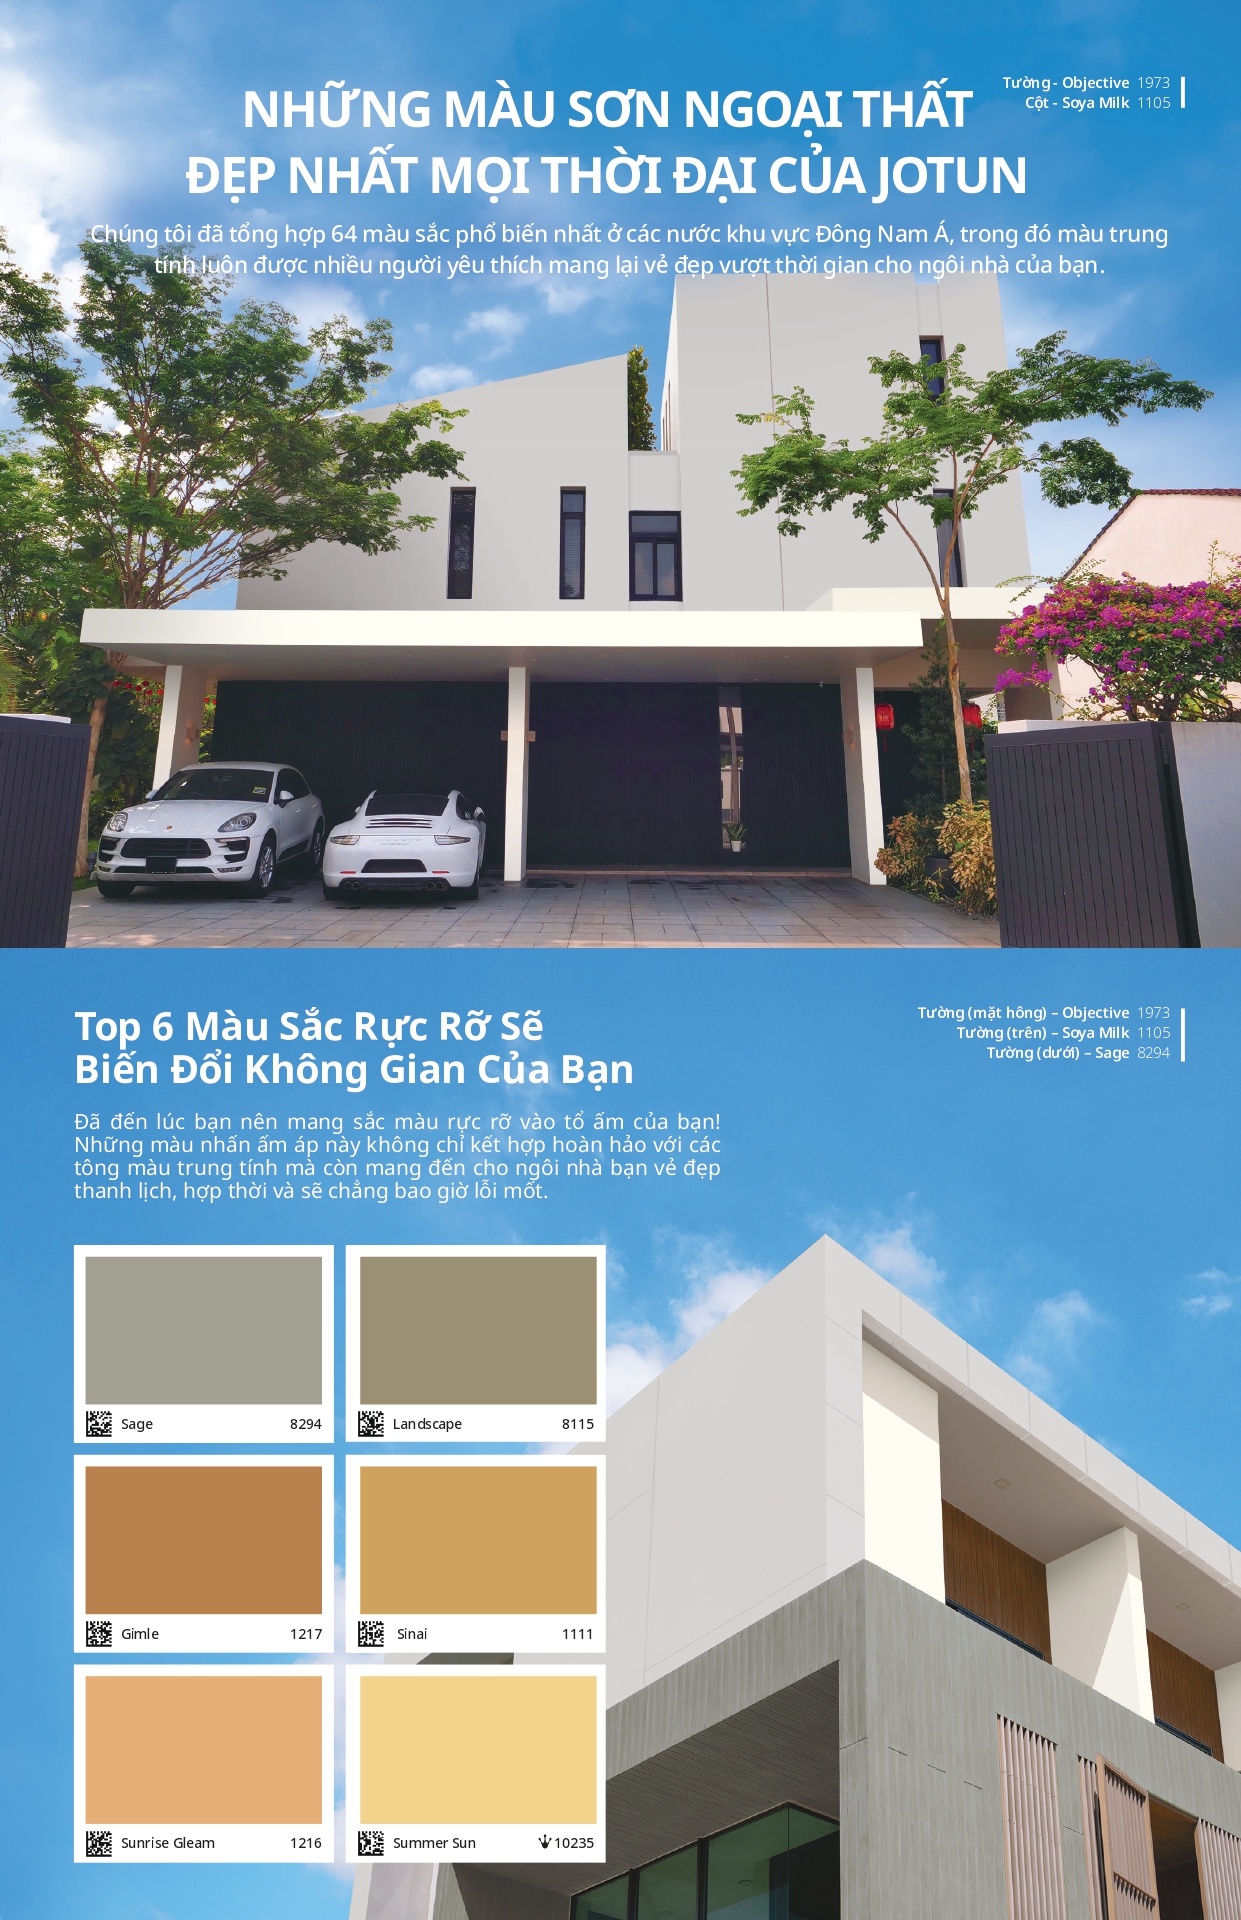 Tường - Objective 1973
Cột - Soya Milk 1105
NHỮNG MÀU SƠN NGOẠI THẤT
ĐẸP NHẤT MỌI THỜI ĐẠI CỦA JOTUN
Chúng tôi đã tổng hợp 64 màu sắc phổ biến nhất ở các nước khu vực Đông Nam Á, trong đó màu trung
tính luôn được nhiều người yêu thích mang lại vẻ đẹp vượt thời gian cho ngôi nhà của bạn.
Top 6 Màu Sắc Rực Rỡ Sẽ
Biến Đổi Không Gian Của Bạn
Tường (mặt hông) – Objective 1973
Tường (trên) – Soya Milk 1105
Tường (dưới) – Sage 8294
Đã đến lúc bạn nên mang sắc màu rực rỡ vào tổ ấm của bạn!
Những màu nhấn ấm áp này không chỉ kết hợp hoàn hảo với các
tông màu trung tính mà còn mang đến cho ngôi nhà bạn vẻ đẹp
thanh lịch, hợp thời và sẽ chẳng bao giờ lỗi mốt.
Sage 8294
Landscape 8115
Gimle 1217
Sinai 1111
Sunrise Gleam 1216
Summer Sun 10235